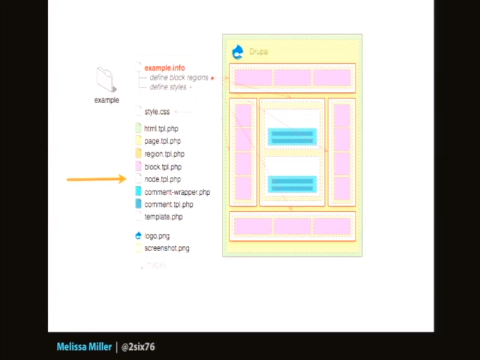 example
example.info
define block regions
define styles
style.css
html.tpl.php
page.tpl.php
region.tpl.php
block.tpl.php
node.tpl.php
comment-wrapper.php
comment.tpl.php
template.php
logo.png
screenshot.png
Drupal
Melissa Miller | @2six76